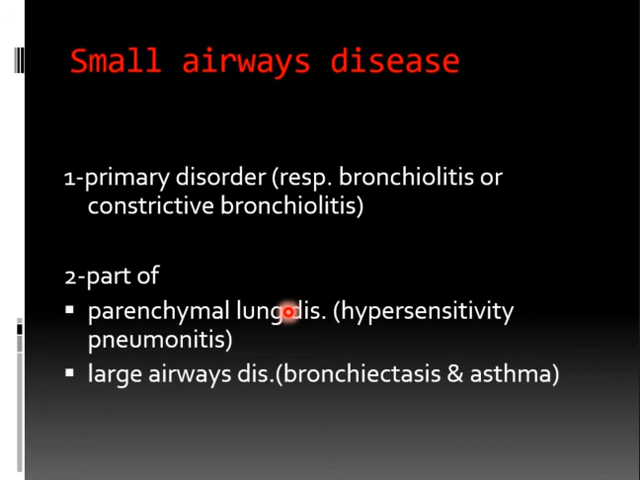 Small airways disease
1-primary disorder (resp. bronchiolitis or
constrictive bronchiolitis)
2-part of
▪ parenchymal lung dis. (hypersensitivity
pneumonitis)
▪ large airways dis.(bronchiectasis & asthma)